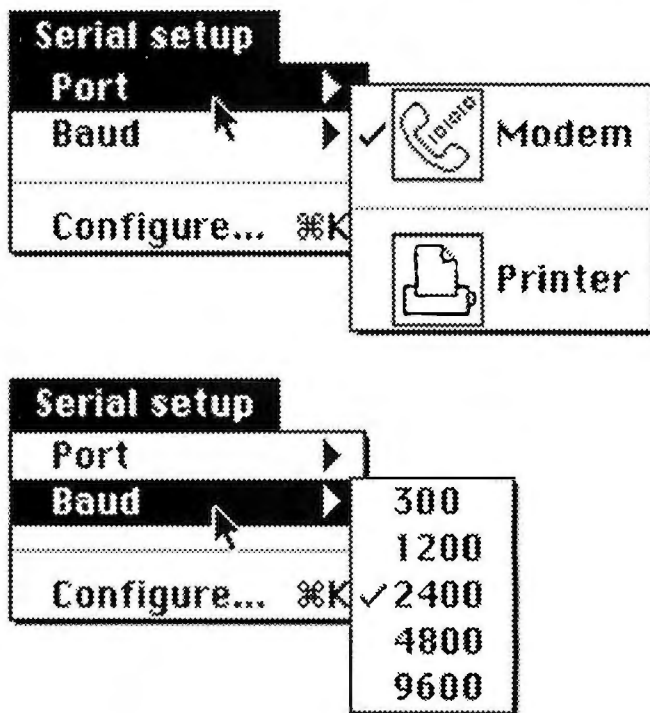 Serial setup
Port
Baud
Configure... ⌘K
✓ Modem
Printer
Serial setup
Port
Baud
Configure... ⌘K
300
1200
✓2400
4800
9600